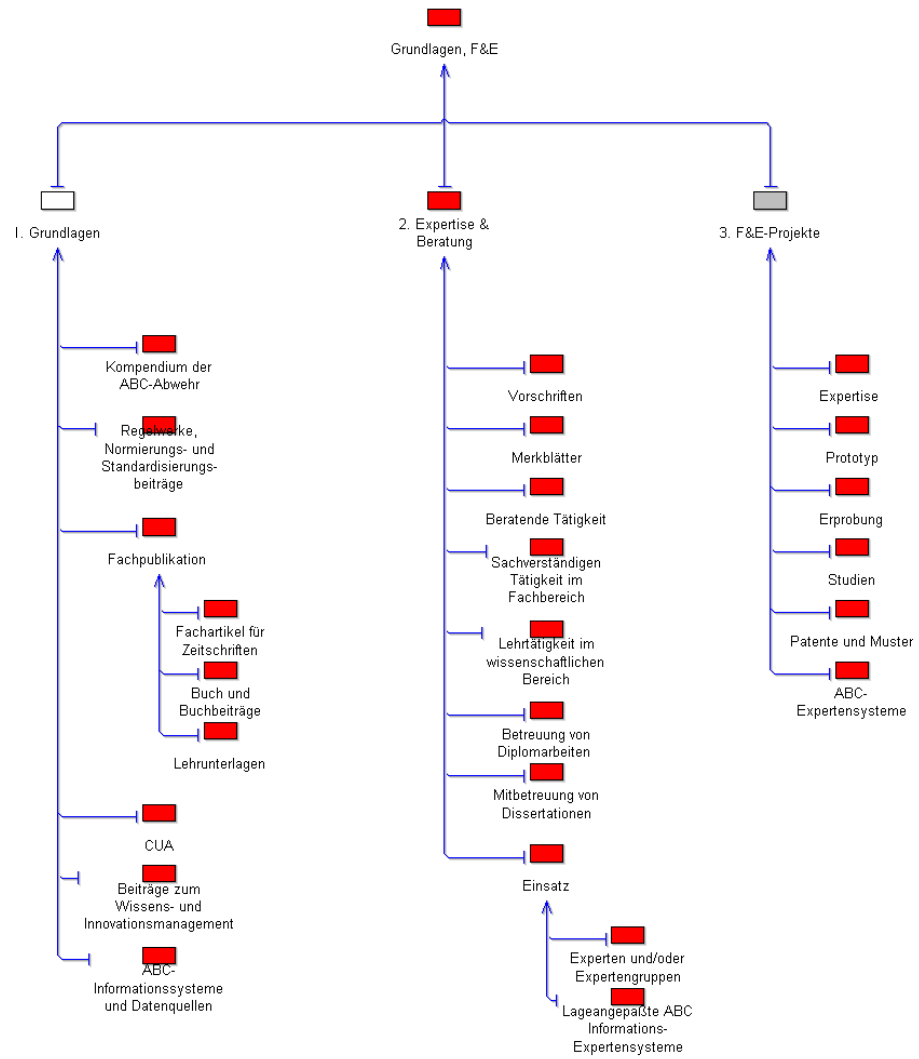 Grundlagen, F&E
1. Grundlagen
Kompendium der
ABC-Abwehr
Regelwerke,
Normierungs- und
Standardisierungs-
beiträge
Fachpublikation
Fachartikel für
Zeitschriften
Buch und
Buchbeiträge
Lehrunterlagen
CUA
Beiträge zum
Wissens- und
Innovationsmanagement
ABC-
Informationssysteme
und Datenquellen
2. Expertise &
Beratung
Vorschriften
Merkblätter
Beratende Tätigkeit
Sachverständigen
Tätigkeit im
Fachbereich
Lehrtätigkeit im
wissenschaftlichen
Bereich
Betreuung von
Diplomarbeiten
Mitbetreuung von
Dissertationen
Einsatz
Experten und/oder
Expertengruppen
Lageangepaßte ABC
Informations-
Expertensysteme
3. F&E-Projekte
Expertise
Prototyp
Erprobung
Studien
Patente und Muster
ABC-
Expertensysteme